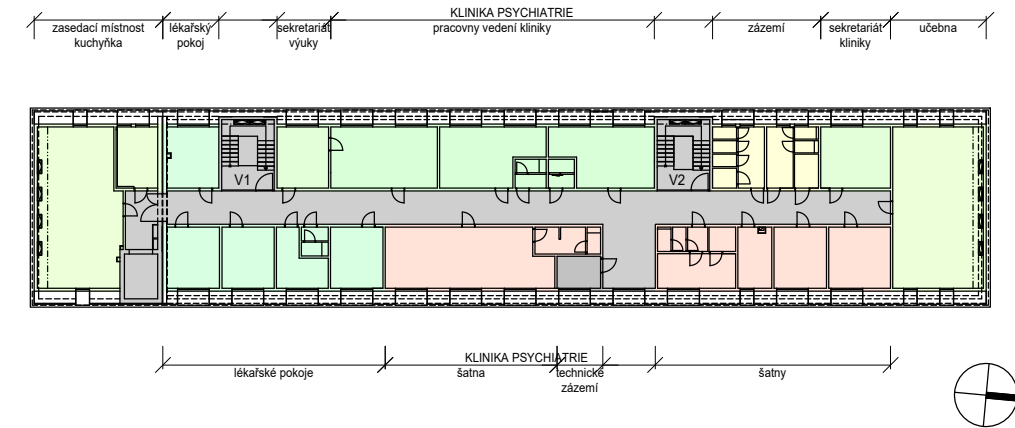 KLINIKA PSYCHIATRIE
zasedací místnost
kuchyňka
lékařský
pokoj
sekretariát
výuky
pracovny vedení kliniky
zázemí
sekretariát
kliniky
učebna
V1
V2
KLINIKA PSYCHIATRIE
lékařské pokoje
šatna
technické
zázemí
šatny